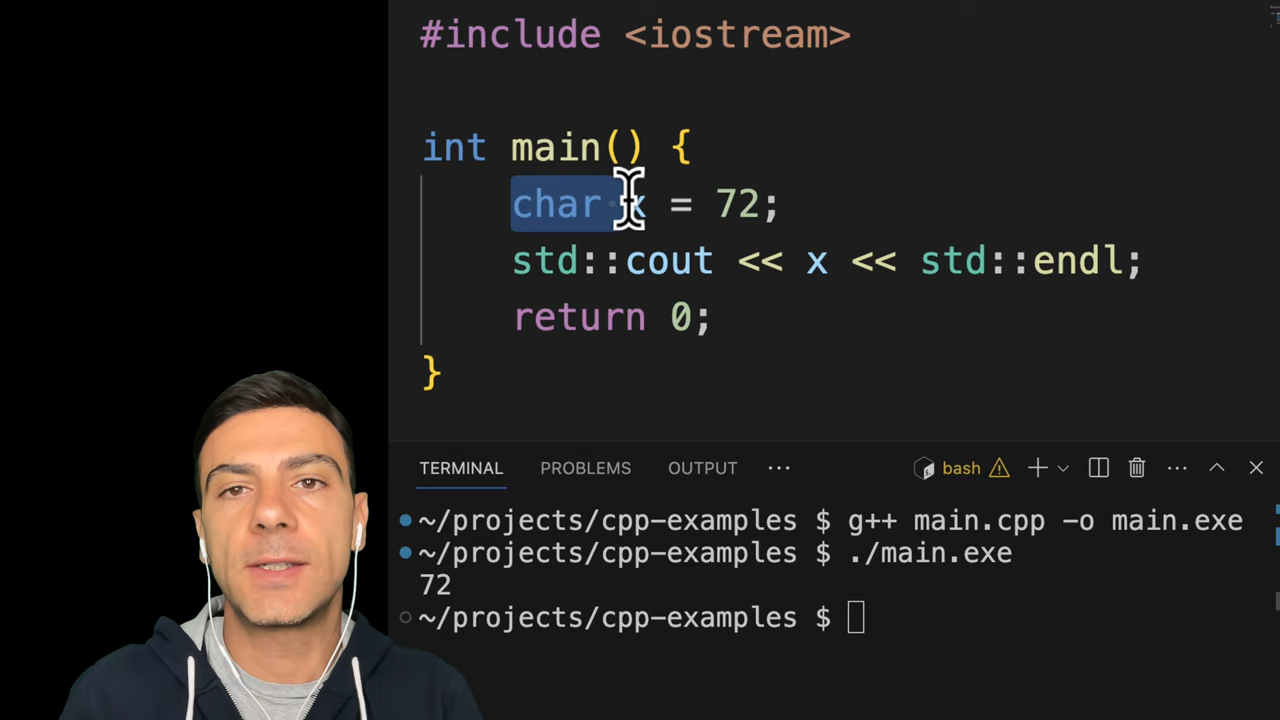 #include <iostream>
int main() {
char x = 72;
std::cout << x << std::endl;
return 0;
}
TERMINAL PROBLEMS OUTPUT ··· bash
~/projects/cpp-examples $ g++ main.cpp -o main.exe
~/projects/cpp-examples $ ./main.exe
72
~/projects/cpp-examples $